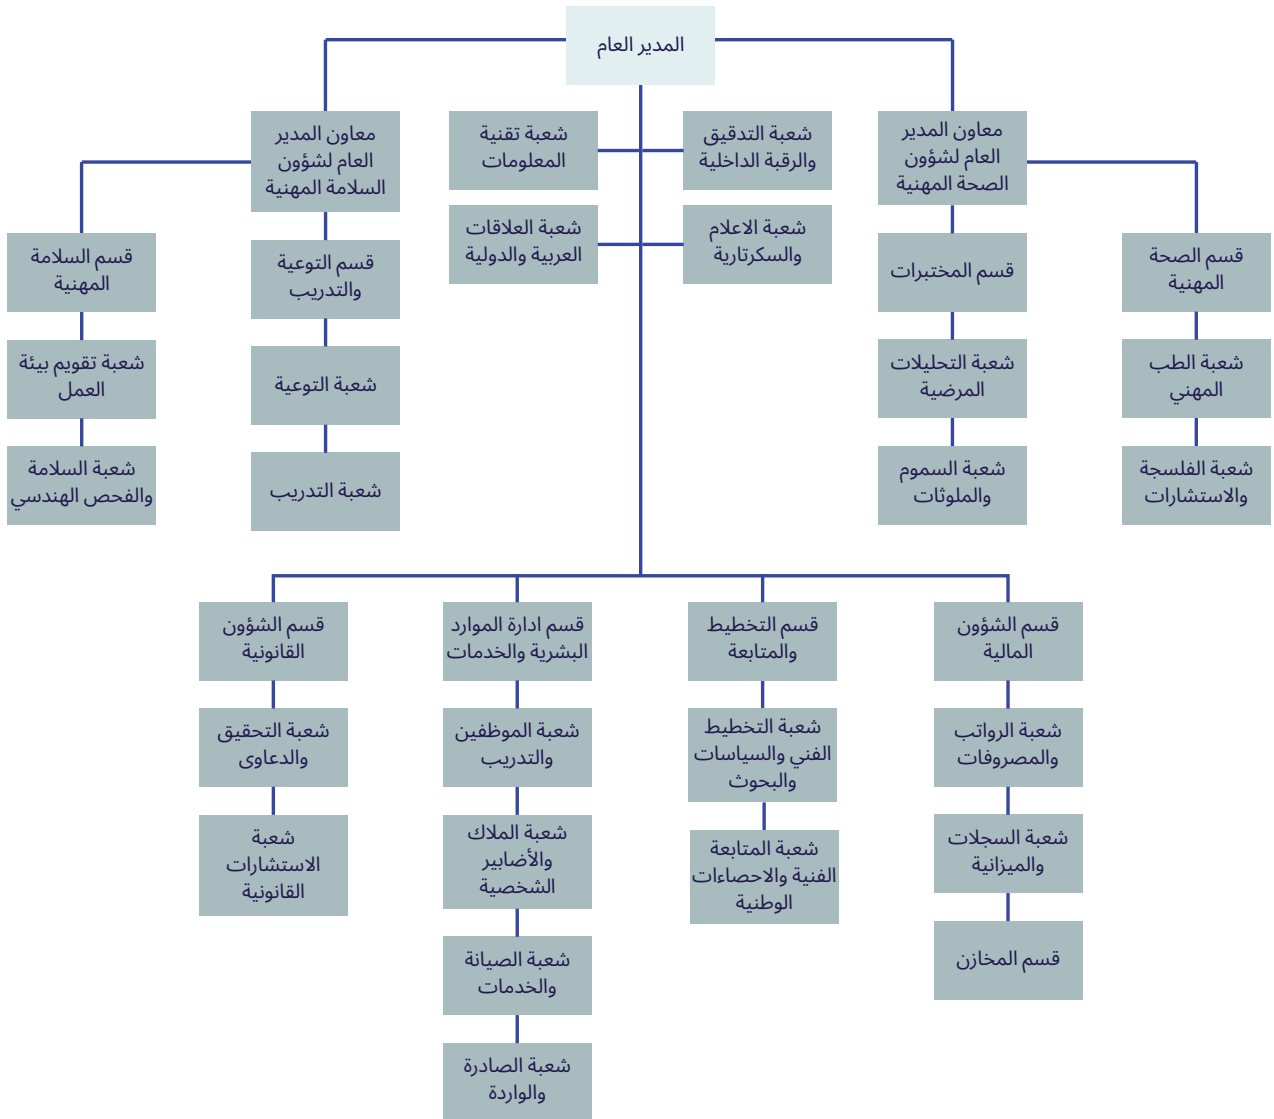 المدير العام
معاون المدير
العام لشؤون
الصحة المهنية
شعبة التدقيق
والرقبة الداخلية
شعبة تقنية
المعلومات
معاون المدير
العام لشؤون
السلامة المهنية
شعبة الاعلام
والسكرتارية
شعبة العلاقات
العربية والدولية
قسم الصحة
المهنية
قسم المختبرات
قسم التوعية
والتدريب
قسم السلامة
المهنية
شعبة الطب
المهني
شعبة التحليلات
المرضية
شعبة التوعية
شعبة تقويم بيئة
العمل
شعبة الفلسجة
والاستشارات
شعبة السموم
والملوثات
شعبة التدريب
شعبة السلامة
والفحص الهندسي
قسم الشؤون
المالية
قسم التخطيط
والمتابعة
قسم ادارة الموارد
البشرية والخدمات
قسم الشؤون
القانونية
شعبة الرواتب
والمصروفات
شعبة التخطيط
الفني والسياسات
والبحوث
شعبة الموظفين
والتدريب
شعبة التحقيق
والدعاوى
شعبة السجلات
والميزانية
شعبة المتابعة
الفنية والاحصاءات
الوطنية
شعبة الملاك
والأضابير
الشخصية
شعبة
الاستشارات
القانونية
قسم المخازن
شعبة الصيانة
والخدمات
شعبة الصادرة
والواردة